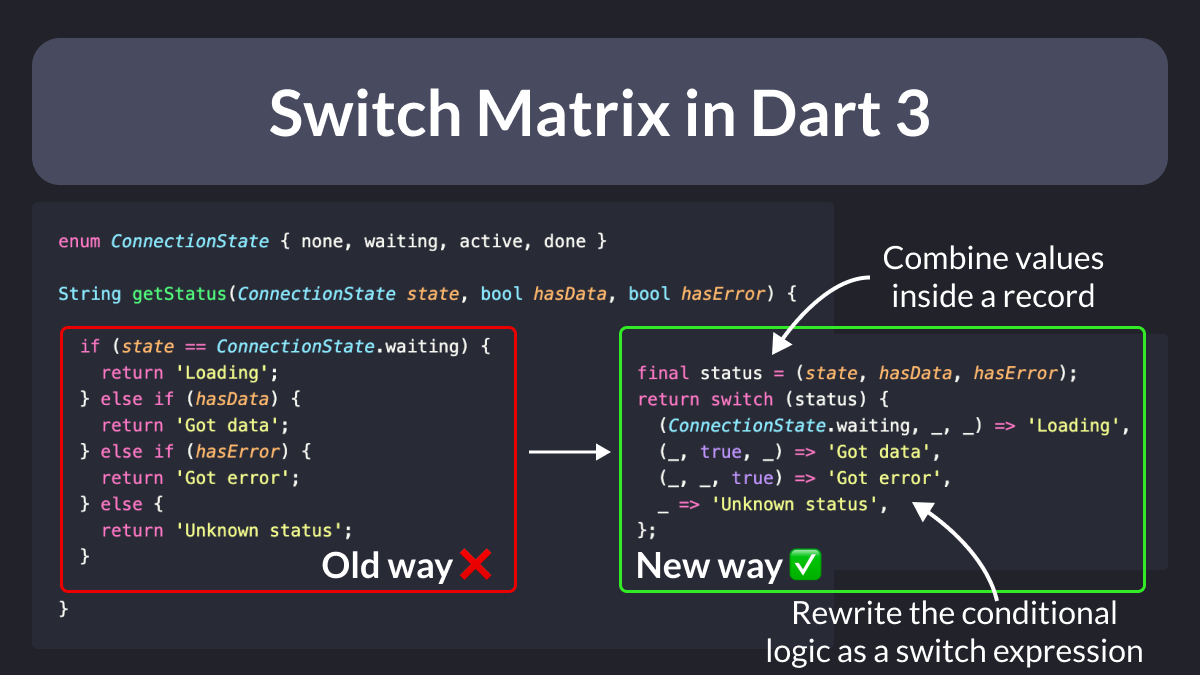 Switch Matrix in Dart 3
enum ConnectionState { none, waiting, active, done }
String getStatus(ConnectionState state, bool hasData, bool hasError) {
if (state == ConnectionState.waiting) {
return 'Loading';
} else if (hasData) {
return 'Got data';
} else if (hasError) {
return 'Got error';
} else {
return 'Unknown status';
}
Old way ❌
}
Combine values
inside a record
final status = (state, hasData, hasError);
return switch (status) {
(ConnectionState.waiting, _, _) => 'Loading',
(_, true, _) => 'Got data',
(_, _, true) => 'Got error',
_ => 'Unknown status',
};
New way ✅
Rewrite the conditional
logic as a switch expression